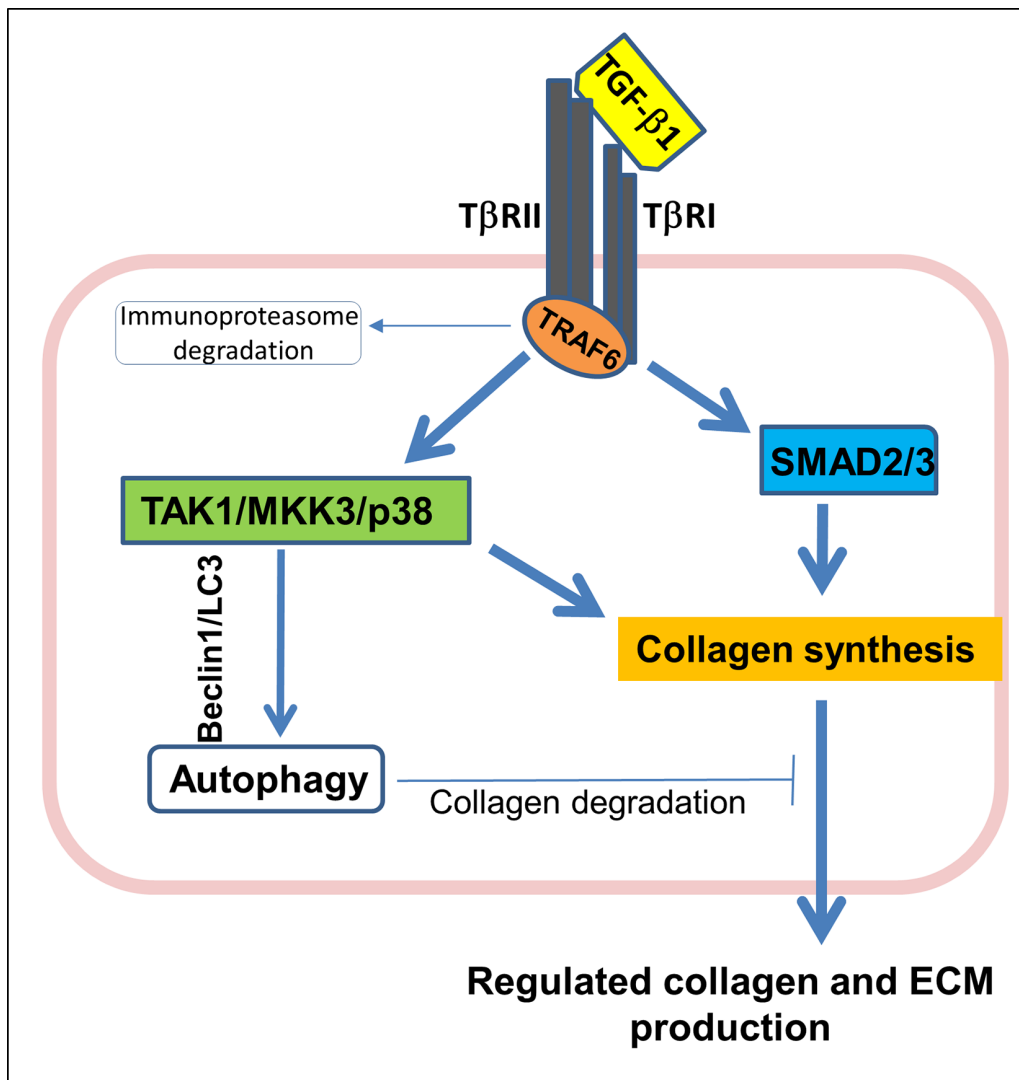 TGF-β1
TβRII
TβRI
Immunoproteasome
degradation
TRAF6
SMAD2/3
TAK1/MKK3/p38
Beclin1/LC3
Collagen synthesis
Autophagy
Collagen degradation
Regulated collagen and ECM
production